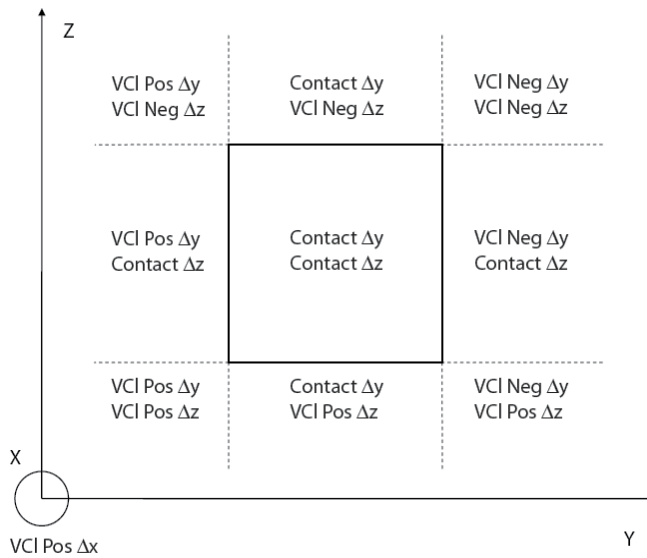 Z
VCl Pos Δy
VCl Neg Δz
Contact Δy
VCl Neg Δz
VCl Neg Δy
VCl Neg Δz
VCl Pos Δy
Contact Δz
Contact Δy
Contact Δz
VCl Neg Δy
Contact Δz
VCl Pos Δy
VCl Pos Δz
Contact Δy
VCl Pos Δz
VCl Neg Δy
VCl Pos Δz
X
VCl Pos Δx
Y